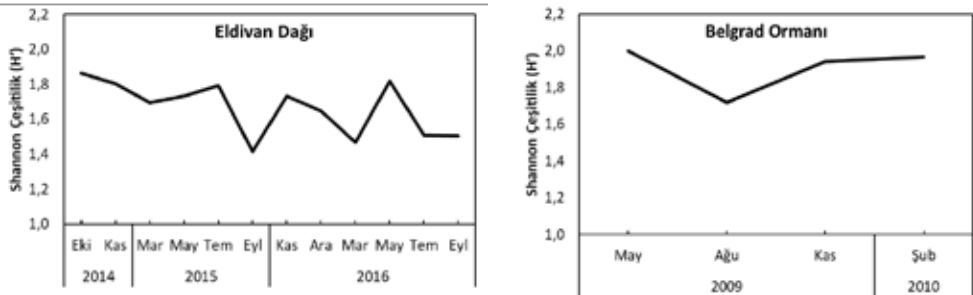 Eldivan Dağı
Shannon Çeşitlilik (H')
2,2
2,0
1,8
1,6
1,4
1,2
1,0
Eki Kas Mar May Tem Eyl Kas Ara Mar May Tem Eyl
2014 2015 2016
Belgrad Ormanı
Shannon Çeşitlilik (H')
2,2
2,0
1,8
1,6
1,4
1,2
1,0
May Ağu Kas Şub
2009 2010